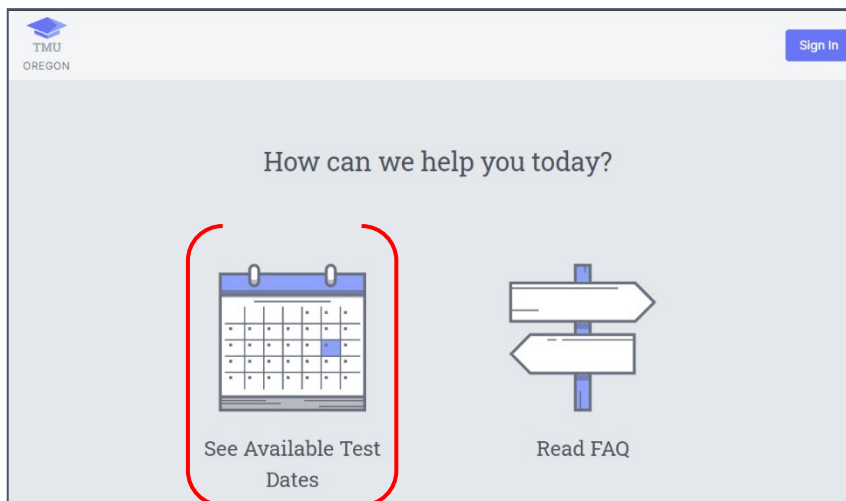 TMU
OREGON
Sign In
How can we help you today?
See Available Test
Dates
Read FAQ